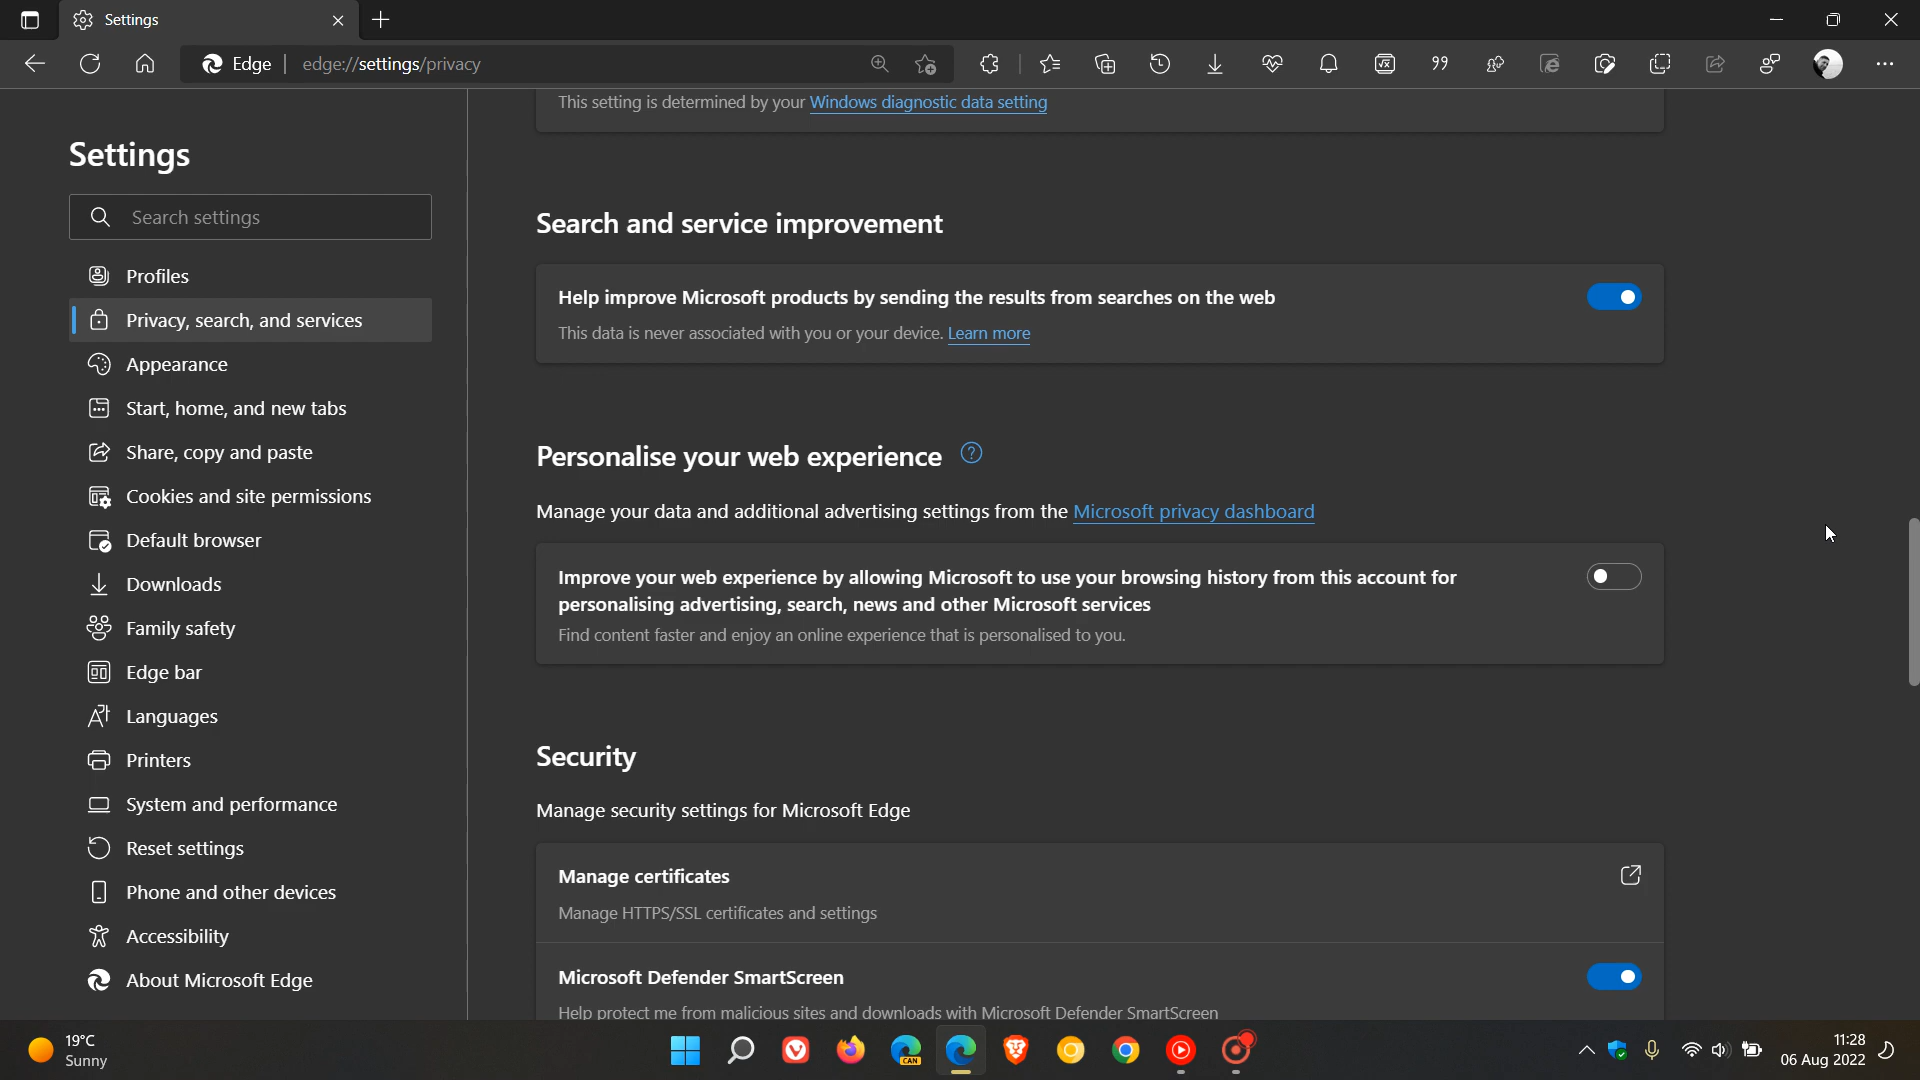 Settings
Edge
edge://settings/privacy
Settings
Search settings
Profiles
Privacy, search, and services
Appearance
Start, home, and new tabs
Share, copy and paste
Cookies and site permissions
Default browser
Downloads
Family safety
Edge bar
Languages
Printers
System and performance
Reset settings
Phone and other devices
Accessibility
About Microsoft Edge
This setting is determined by your Windows diagnostic data setting
Search and service improvement
Help improve Microsoft products by sending the results from searches on the web
This data is never associated with you or your device. Learn more
Personalise your web experience
Manage your data and additional advertising settings from the Microsoft privacy dashboard
Improve your web experience by allowing Microsoft to use your browsing history from this account for
personalising advertising, search, news and other Microsoft services
Find content faster and enjoy an online experience that is personalised to you.
Security
Manage security settings for Microsoft Edge
Manage certificates
Manage HTTPS/SSL certificates and settings
Microsoft Defender SmartScreen
Help protect me from malicious sites and downloads with Microsoft Defender SmartScreen
19°C
Sunny
CAN
11:28
06 Aug 2022